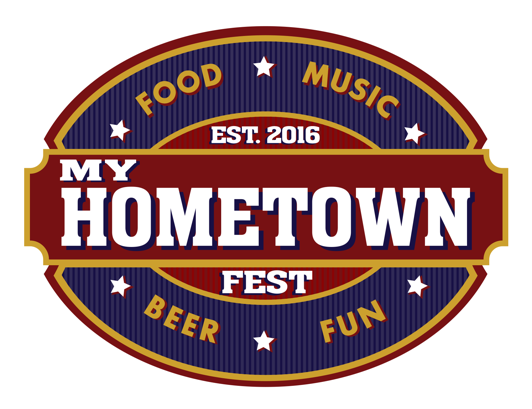 FOOD MUSIC
EST. 2016
MY
HOMETOWN
FEST
BEER FUN